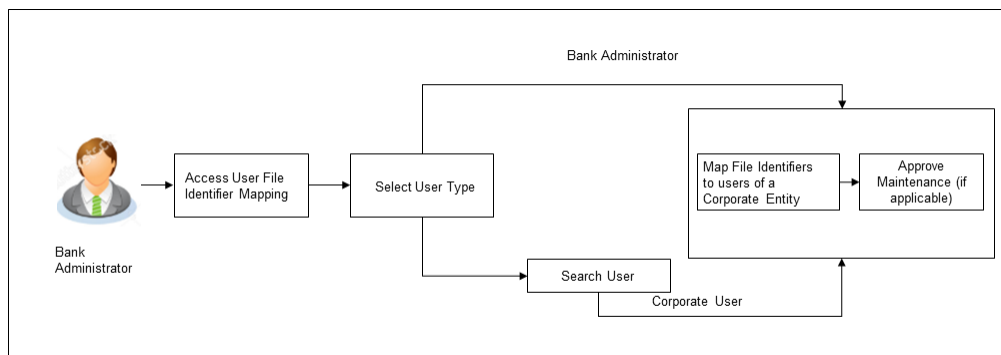 Bank Administrator
Access User File
Identifier Mapping
Select User Type
Map File Identifiers
to users of a
Corporate Entity
Approve
Maintenance (if
applicable)
Bank
Administrator
Search User
Corporate User